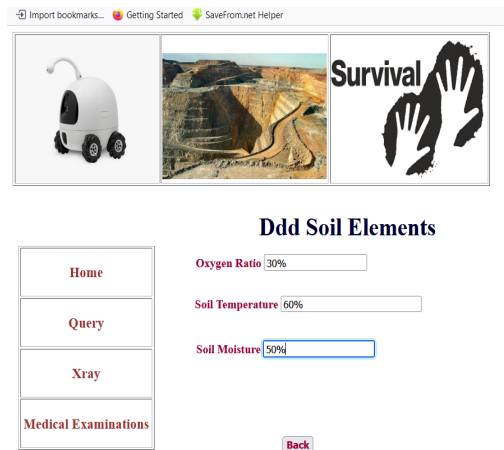 Import bookmarks... Getting Started SaveFrom.net Helper
Survival
Ddd Soil Elements
Home
Query
Xray
Medical Examinations
Oxygen Ratio 30%
Soil Temperature 60%
Soil Moisture 50%
Back